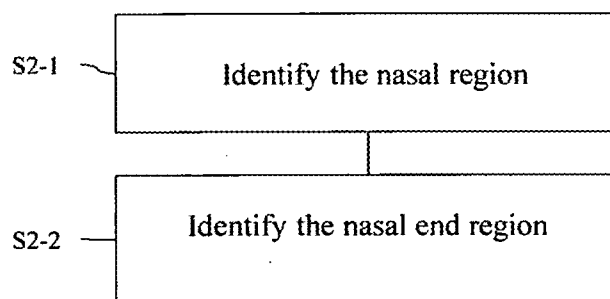 S2-1
Identify the nasal region
S2-2
Identify the nasal end region